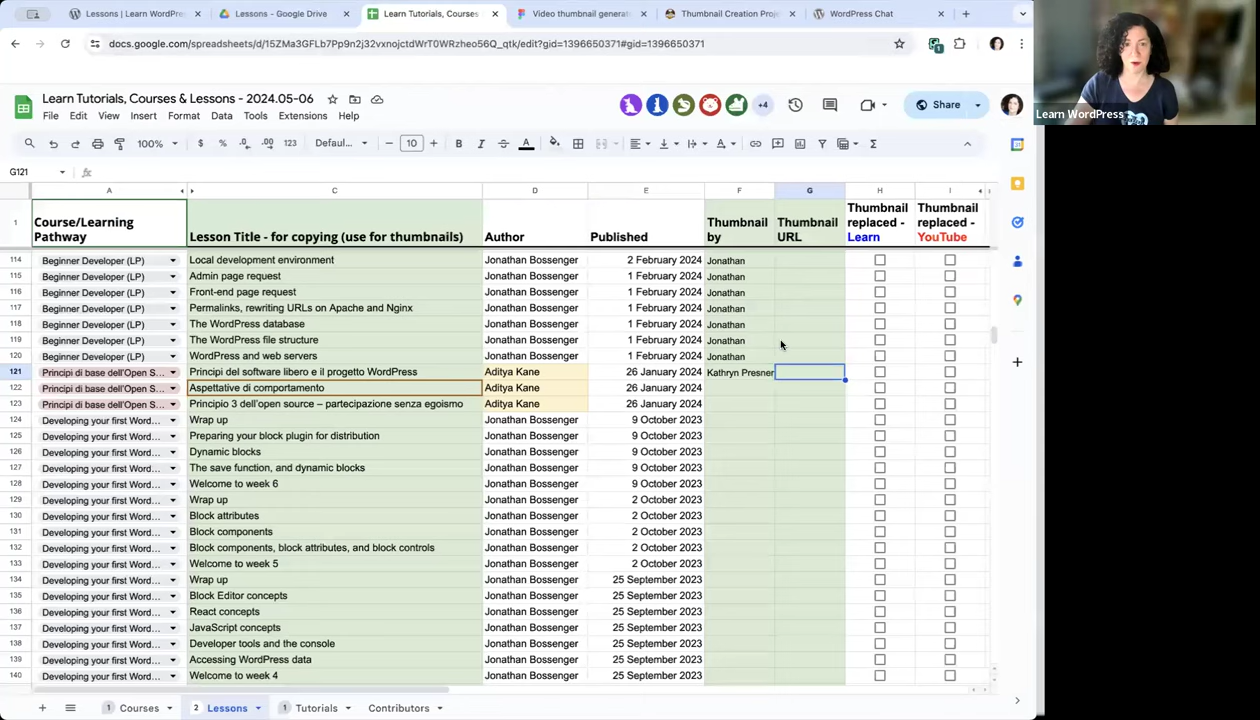 Lessons | Learn WordPre
Lessons - Google Drive
Learn Tutorials, Courses
Video thumbnail generat
Thumbnail Creation Proj
WordPress Chat
docs.google.com/spreadsheets/d/15ZMa3GFLb7Pp9n2j32vxnojctdWrT0WRzheo56Q_qtk/edit?gid=1396650371#gid=1396650371
Learn WordPress
Learn Tutorials, Courses & Lessons - 2024.05-06
+4
Share
File Edit View Insert Format Data Tools Extensions Help
100% $ % .0 .00 123 Defaul... 10 B I A
G121 fx
A C D E F G H I
1 Course/Learning Pathway Lesson Title - for copying (use for thumbnails) Author Published Thumbnail by Thumbnail URL Thumbnail replaced - Learn Thumbnail replaced - YouTube
114 Beginner Developer (LP) Local development environment Jonathan Bossenger 2 February 2024 Jonathan
115 Beginner Developer (LP) Admin page request Jonathan Bossenger 1 February 2024 Jonathan
116 Beginner Developer (LP) Front-end page request Jonathan Bossenger 1 February 2024 Jonathan
117 Beginner Developer (LP) Permalinks, rewriting URLs on Apache and Nginx Jonathan Bossenger 1 February 2024 Jonathan
118 Beginner Developer (LP) The WordPress database Jonathan Bossenger 1 February 2024 Jonathan
119 Beginner Developer (LP) The WordPress file structure Jonathan Bossenger 1 February 2024 Jonathan
120 Beginner Developer (LP) WordPress and web servers Jonathan Bossenger 1 February 2024 Jonathan
121 Principi di base dell'Open S... Principi del software libero e il progetto WordPress Aditya Kane 26 January 2024 Kathryn Presner
122 Principi di base dell'Open S... Aspettative di comportamento Aditya Kane 26 January 2024
123 Principi di base dell'Open S... Principio 3 dell'open source – partecipazione senza egoismo Aditya Kane 26 January 2024
124 Developing your first Word... Wrap up Jonathan Bossenger 9 October 2023
125 Developing your first Word... Preparing your block plugin for distribution Jonathan Bossenger 9 October 2023
126 Developing your first Word... Dynamic blocks Jonathan Bossenger 9 October 2023
127 Developing your first Word... The save function, and dynamic blocks Jonathan Bossenger 9 October 2023
128 Developing your first Word... Welcome to week 6 Jonathan Bossenger 9 October 2023
129 Developing your first Word... Wrap up Jonathan Bossenger 2 October 2023
130 Developing your first Word... Block attributes Jonathan Bossenger 2 October 2023
131 Developing your first Word... Block components Jonathan Bossenger 2 October 2023
132 Developing your first Word... Block components, block attributes, and block controls Jonathan Bossenger 2 October 2023
133 Developing your first Word... Welcome to week 5 Jonathan Bossenger 2 October 2023
134 Developing your first Word... Wrap up Jonathan Bossenger 25 September 2023
135 Developing your first Word... Block Editor concepts Jonathan Bossenger 25 September 2023
136 Developing your first Word... React concepts Jonathan Bossenger 25 September 2023
137 Developing your first Word... JavaScript concepts Jonathan Bossenger 25 September 2023
138 Developing your first Word... Developer tools and the console Jonathan Bossenger 25 September 2023
139 Developing your first Word... Accessing WordPress data Jonathan Bossenger 25 September 2023
140 Developing your first Word... Welcome to week 4 Jonathan Bossenger 25 September 2023
1 Courses 2 Lessons 1 Tutorials Contributors